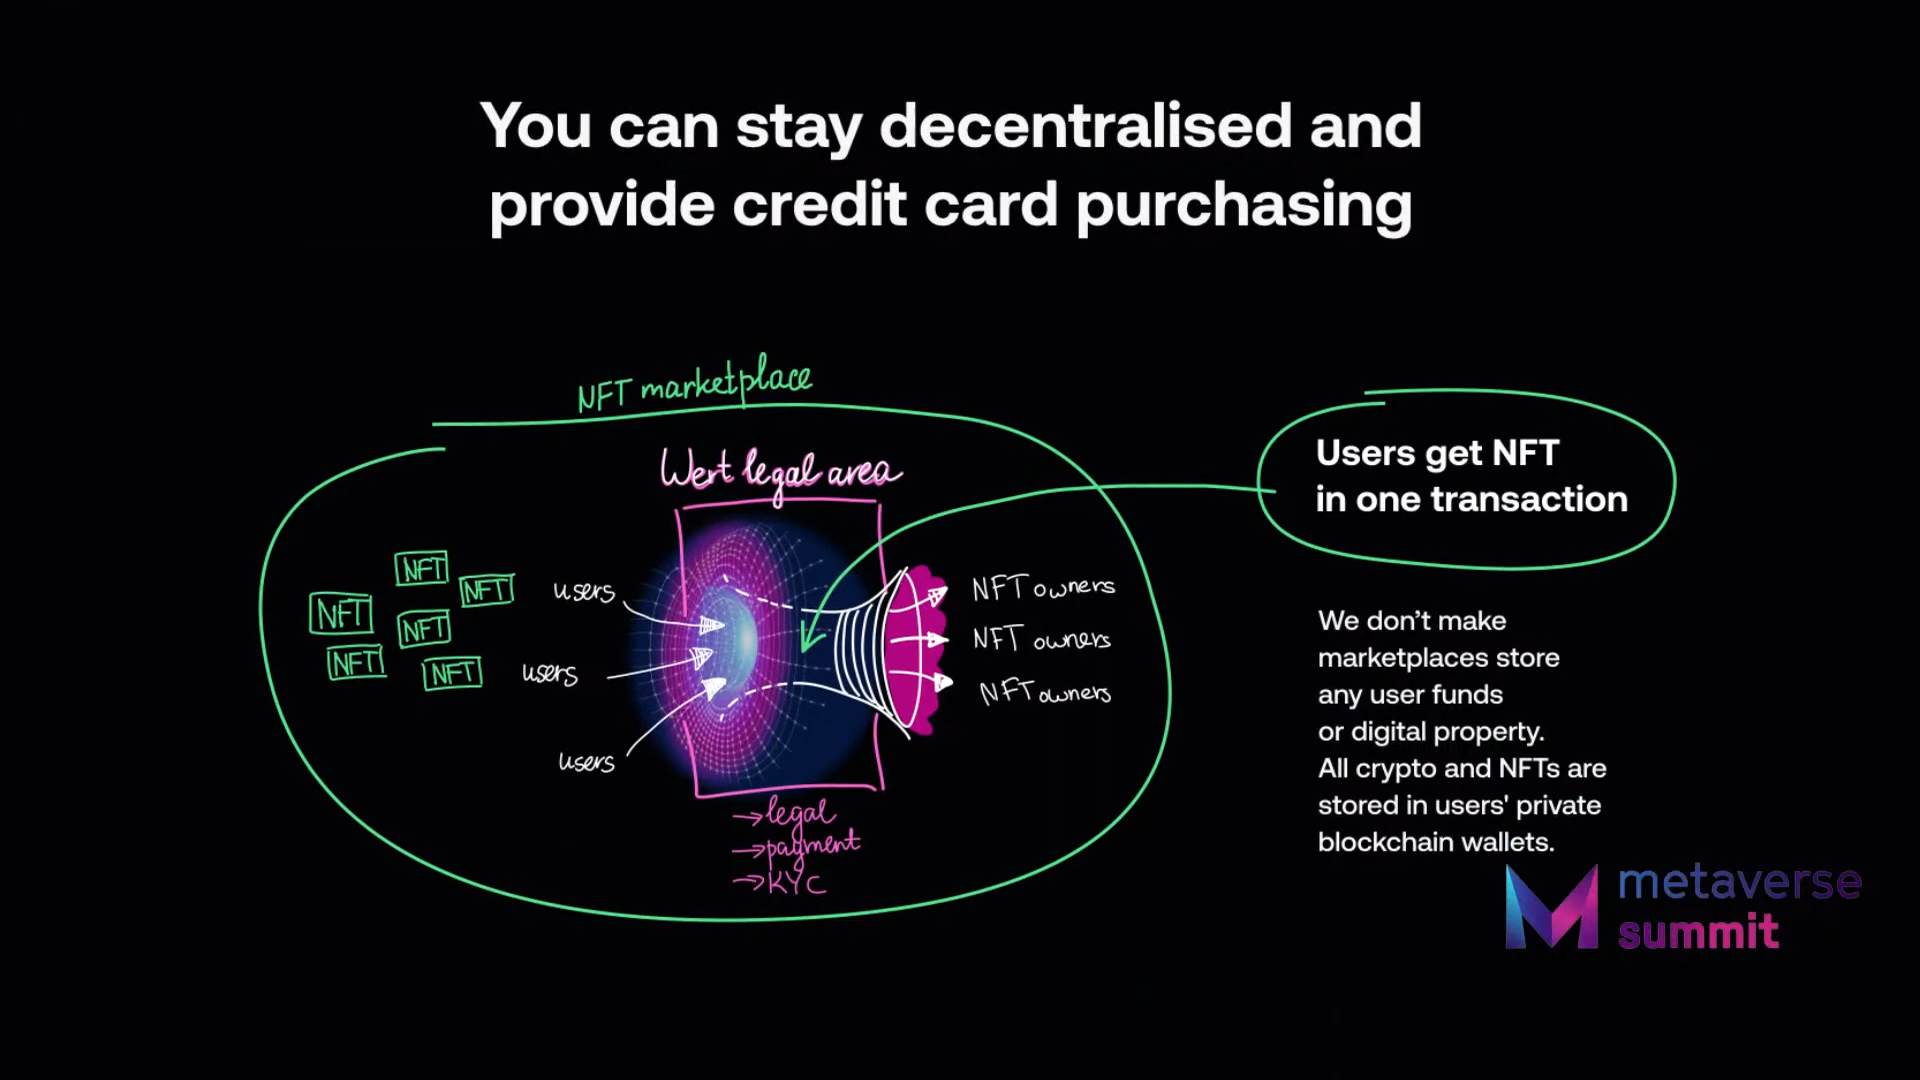 You can stay decentralised and
provide credit card purchasing
NFT marketplace
Wert legal area
NFT
NFT
NFT
NFT
NFT
NFT
users
users
users
NFT owners
NFT owners
NFT owners
→legal
→payment
→KYC
Users get NFT
in one transaction
We don’t make
marketplaces store
any user funds
or digital property.
All crypto and NFTs are
stored in users' private
blockchain wallets.
metaverse
summit